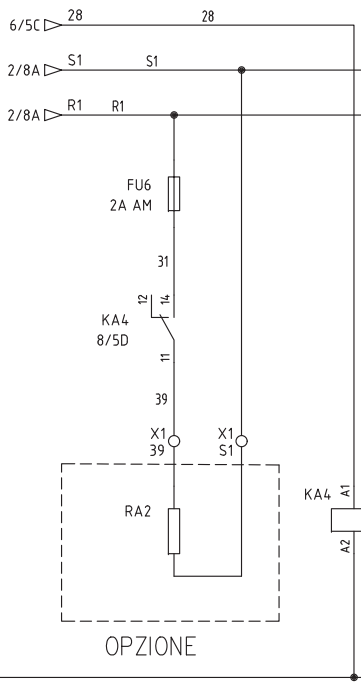 6/5C 28 28
2/8A S1 S1
2/8A R1 R1
FU6
2A AM
31
12 14
KA4
8/5D
11
39
X1 X1
39 S1
RA2
KA4 A1
A2
OPZIONE